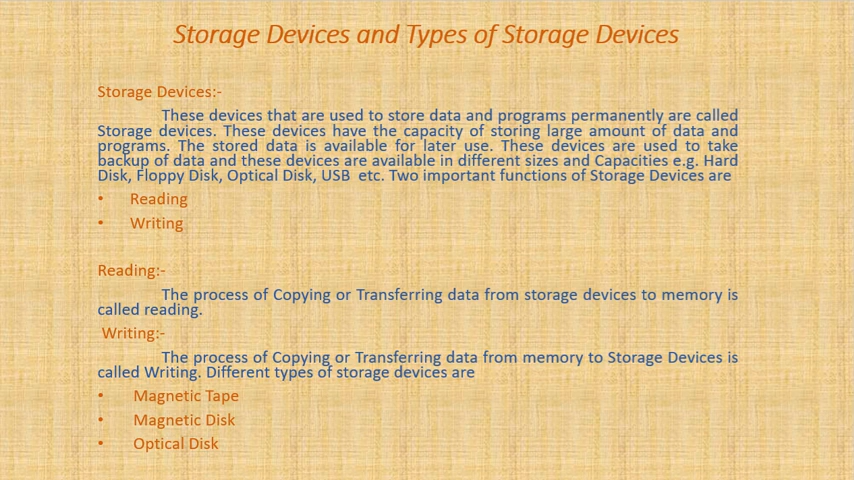 Storage Devices and Types of Storage Devices
Storage Devices:-
These devices that are used to store data and programs permanently are called
Storage devices. These devices have the capacity of storing large amount of data and
programs. The stored data is available for later use. These devices are used to take
backup of data and these devices are available in different sizes and Capacities e.g. Hard
Disk, Floppy Disk, Optical Disk, USB etc. Two important functions of Storage Devices are
• Reading
• Writing
Reading:-
The process of Copying or Transferring data from storage devices to memory is
called reading.
Writing:-
The process of Copying or Transferring data from memory to Storage Devices is
called Writing. Different types of storage devices are
• Magnetic Tape
• Magnetic Disk
• Optical Disk